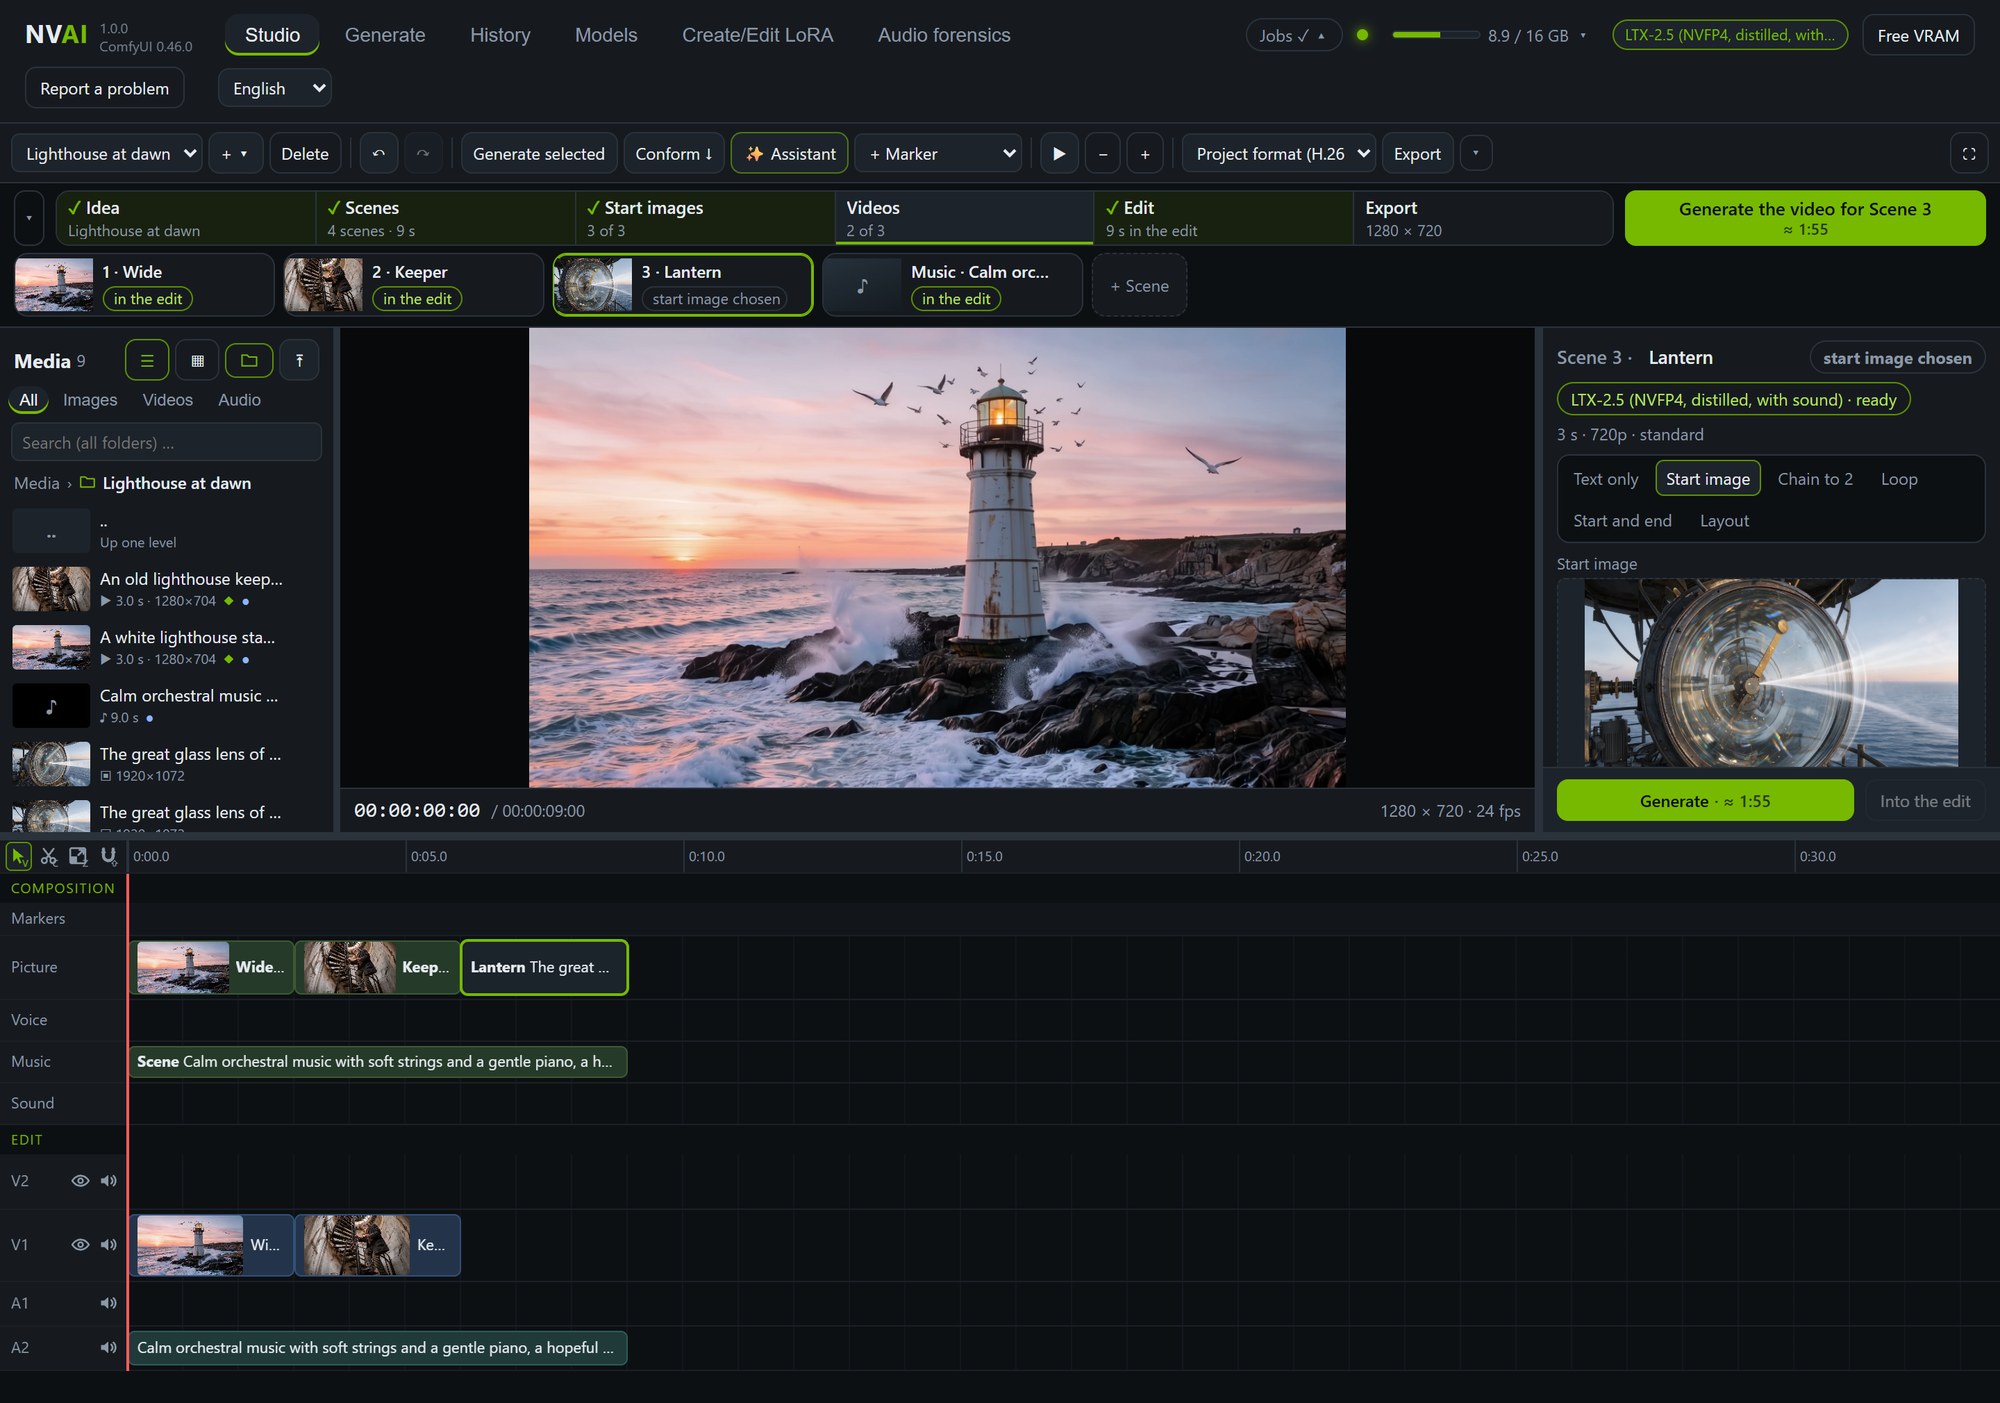 NVAI
1.0.0
ComfyUI 0.46.0
Studio
Generate
History
Models
Create/Edit LoRA
Audio forensics
Jobs ✓ ▲
8.9 / 16 GB ▾
LTX-2.5 (NVFP4, distilled, with...
Free VRAM
Report a problem
English
Lighthouse at dawn
+ ▾
Delete
Generate selected
Conform ↓
✨ Assistant
+ Marker
▶
−
+
Project format (H.26
Export
✓ Idea
Lighthouse at dawn
✓ Scenes
4 scenes · 9 s
✓ Start images
3 of 3
Videos
2 of 3
✓ Edit
9 s in the edit
Export
1280 × 720
Generate the video for Scene 3
≈ 1:55
1 · Wide
in the edit
2 · Keeper
in the edit
3 · Lantern
start image chosen
Music · Calm orc...
in the edit
+ Scene
Media 9
All
Images
Videos
Audio
Search (all folders) ...
Media › Lighthouse at dawn
..
..
Up one level
An old lighthouse keep...
▶ 3.0 s · 1280×704
A white lighthouse sta...
▶ 3.0 s · 1280×704
Calm orchestral music ...
♪ 9.0 s
The great glass lens of ...
1920×1072
The great glass lens of ...
00:00:00:00 / 00:00:09:00
1280 × 720 · 24 fps
Scene 3 · Lantern
start image chosen
LTX-2.5 (NVFP4, distilled, with sound) · ready
3 s · 720p · standard
Text only
Start image
Chain to 2
Loop
Start and end
Layout
Start image
Generate · ≈ 1:55
Into the edit
0:00.0
0:05.0
0:10.0
0:15.0
0:20.0
0:25.0
0:30.0
COMPOSITION
Markers
Picture
Wide...
Keep...
Lantern The great ...
Voice
Music
Scene Calm orchestral music with soft strings and a gentle piano, a h...
Sound
EDIT
V2
V1
Wi...
Ke...
A1
A2
Calm orchestral music with soft strings and a gentle piano, a hopeful ...